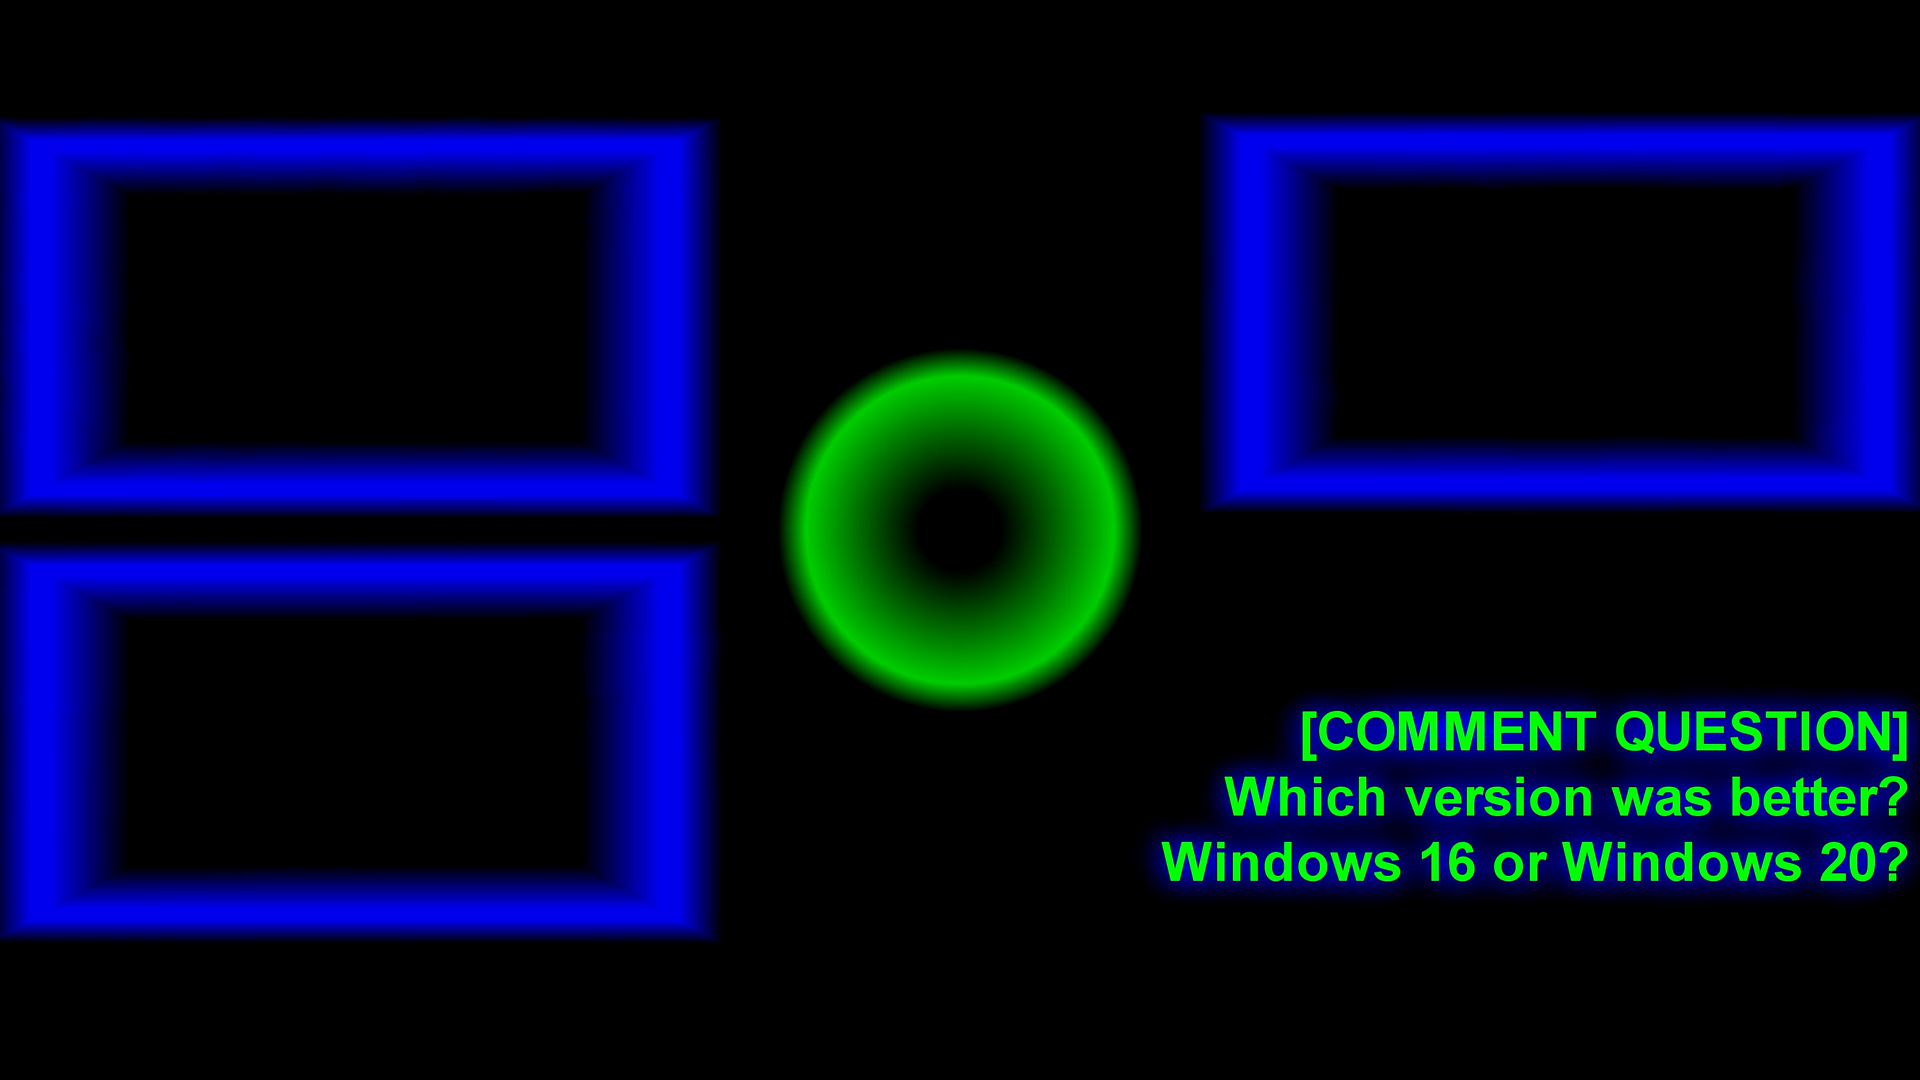 [COMMENT QUESTION]
Which version was better?
Windows 16 or Windows 20?